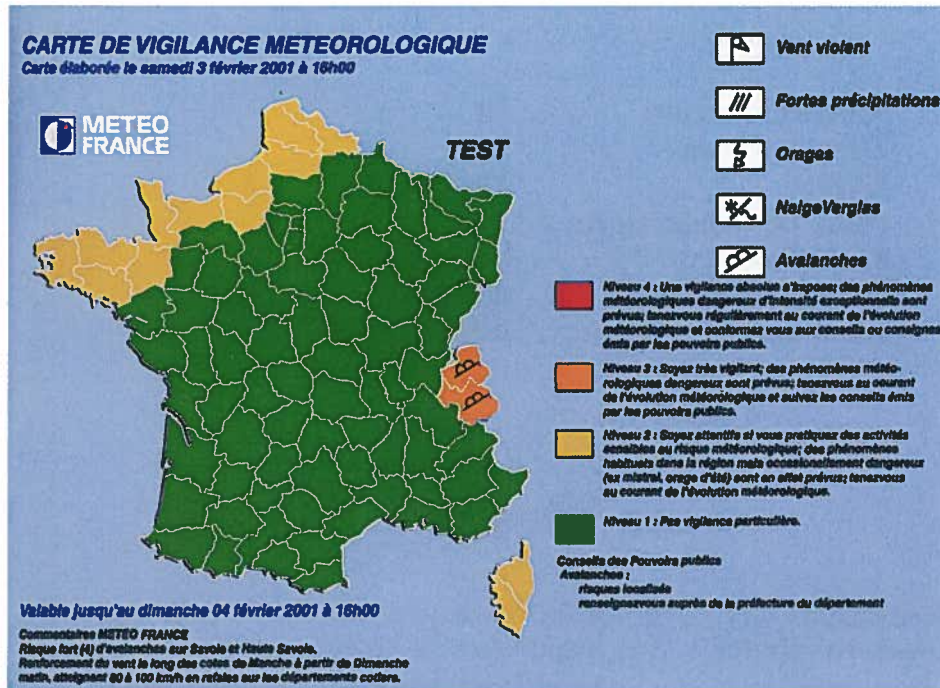 CARTE DE VIGILANCE METEOROLOGIQUE
Carte élaborée le samedi 3 février 2001 à 16h00
METEO
FRANCE
TEST
Vent violent
Fortes précipitations
Orages
NeigeVerglas
Avalanches
Niveau 4 : Une vigilance absolue s'impose; des phénomènes
météorologiques dangereux d'intensité exceptionnelle sont
prévus; tenezvous régulièrement au courant de l'évolution
météorologique et conformez vous aux conseils ou consignes
émis par les pouvoirs publics.
Niveau 3 : Soyez très vigilant; des phénomènes météo-
rologiques dangereux sont prévus; tenezvous au courant
de l'évolution météorologique et suivez les conseils émis
par les pouvoirs publics.
Niveau 2 : Soyez attentifs si vous pratiquez des activités
sensibles au risque météorologique; des phénomènes
habituels dans la région mais occasionellement dangereux
(ex mistral, orage d'été) sont en effet prévus; tenezvous
au courant de l'évolution météorologique.
Niveau 1 : Pas vigilance particulière.
Conseils des Pouvoirs publics
Avalanches :
risques localisés
renseignezvous auprès de la préfecture du département
Valable jusqu'au dimanche 04 février 2001 à 16h00
Commentaires METEO FRANCE
Risque fort (4) d'avalanches sur Savoie et Haute Savoie.
Renforcement du vent le long des cotes de Manche à partir de Dimanche
matin, atteignant 80 à 100 km/h en rafales sur les départements cotiers.